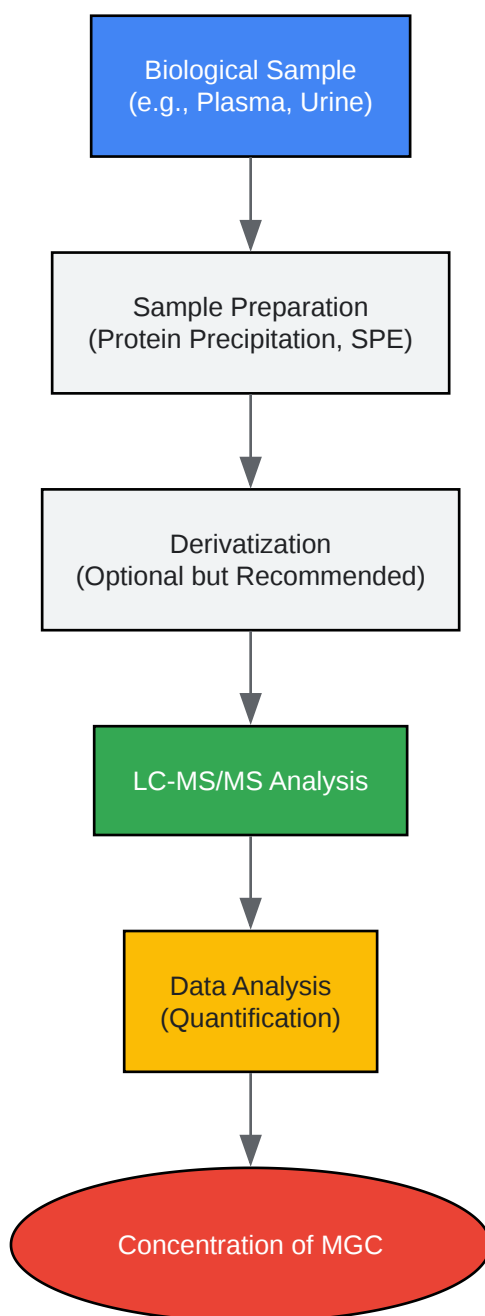 Biological Sample
(e.g., Plasma, Urine)
Sample Preparation
(Protein Precipitation, SPE)
Derivatization
(Optional but Recommended)
LC-MS/MS Analysis
Data Analysis
(Quantification)
Concentration of MGC